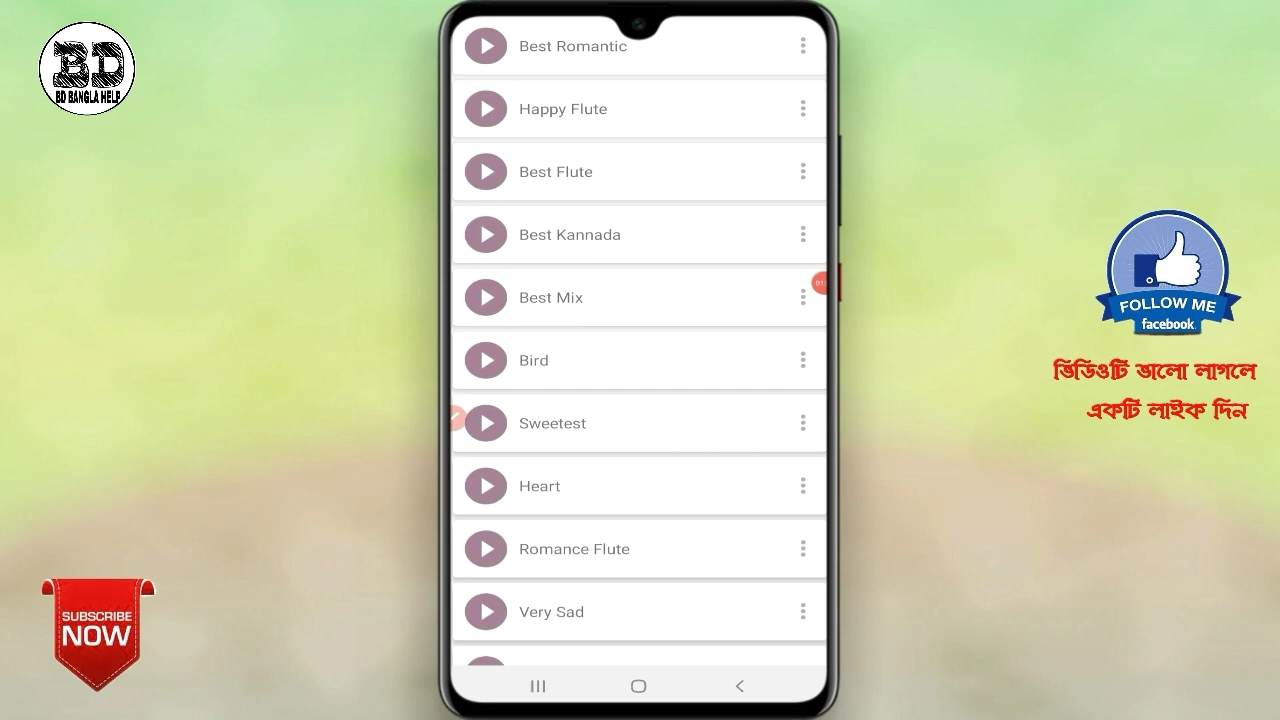 BD
BD BANGLA HELP
Best Romantic
Happy Flute
Best Flute
Best Kannada
Best Mix
Bird
Sweetest
Heart
Romance Flute
Very Sad
FOLLOW ME
facebook
ভিডিওটি ভালো লাগলে
একটি লাইক দিন
SUBSCRIBE
NOW